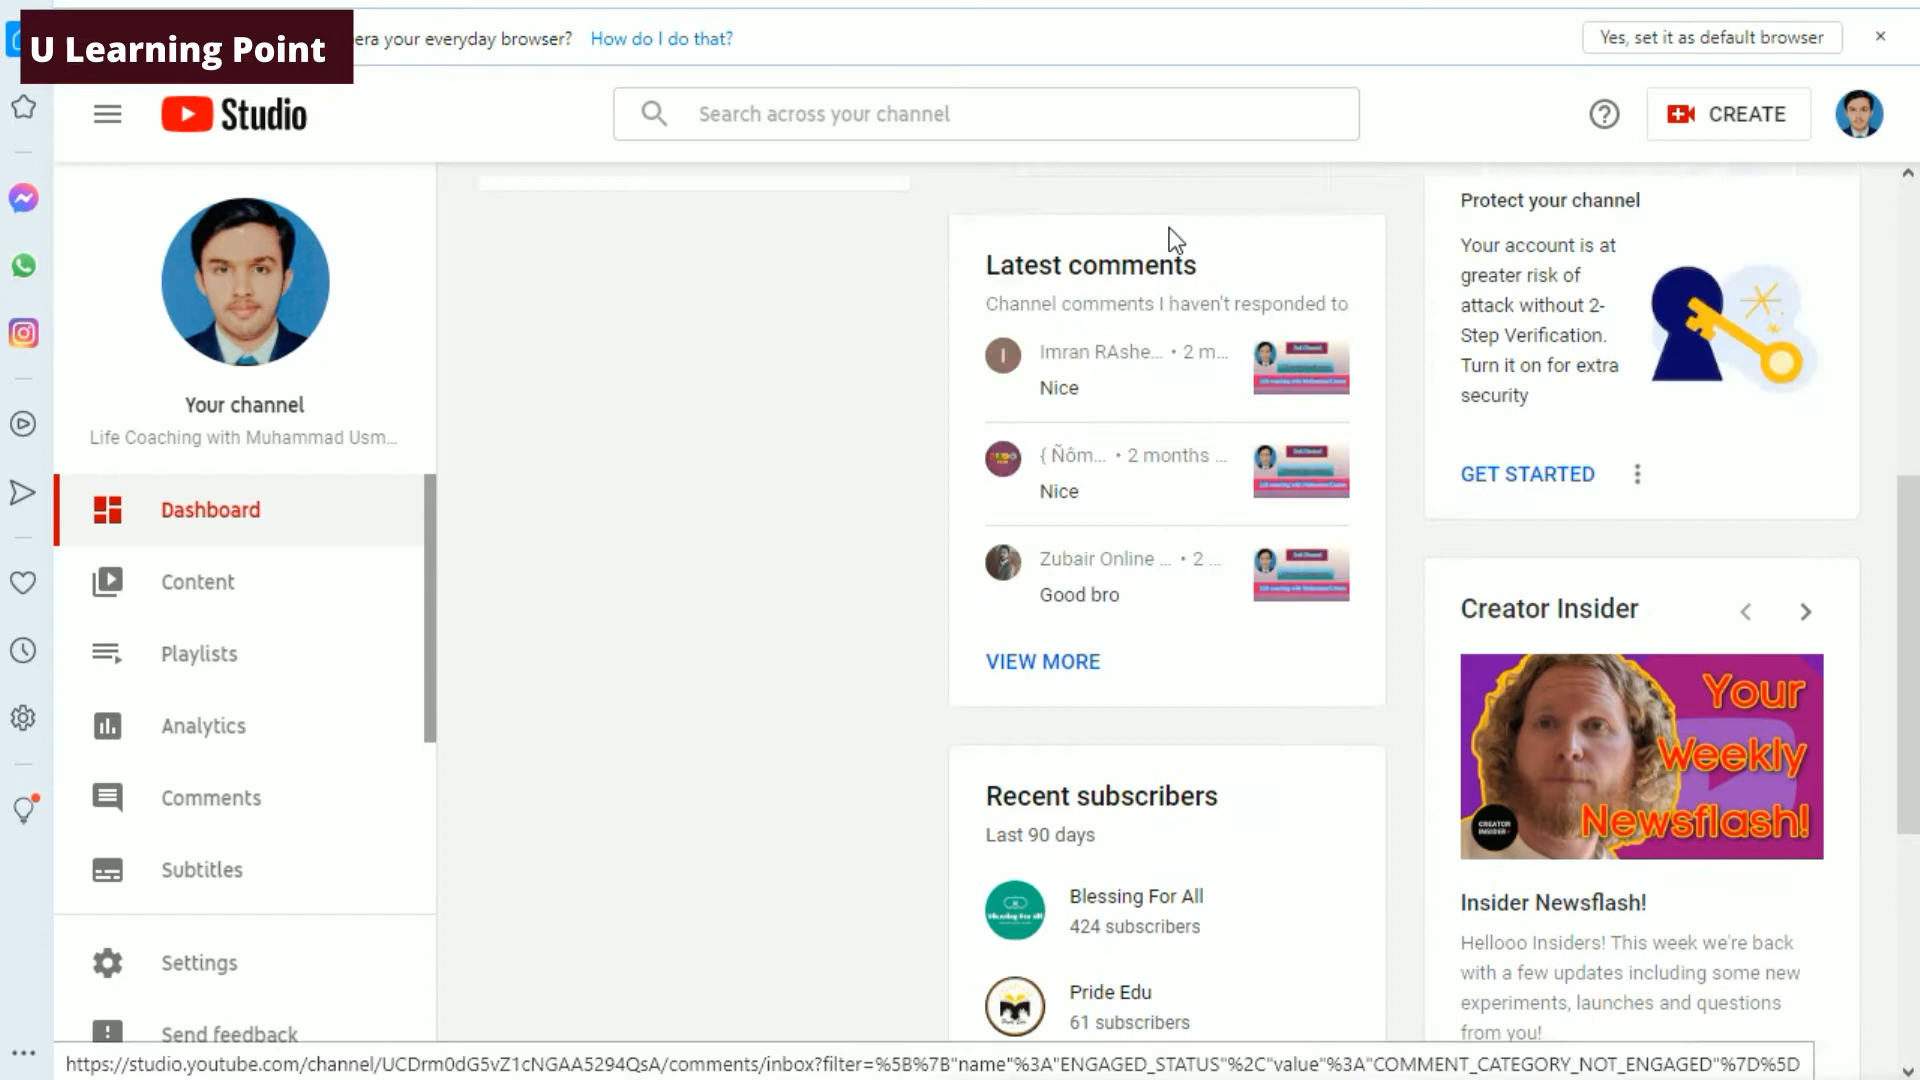 U Learning Point
era your everyday browser? How do I do that?
Yes, set it as default browser
Studio
Search across your channel
CREATE
Your channel
Life Coaching with Muhammad Usm...
Dashboard
Content
Playlists
Analytics
Comments
Subtitles
Settings
Send feedback
Latest comments
Channel comments I haven't responded to
Imran RAshe... • 2 m...
Nice
{ Ñôm... • 2 months ...
Nice
Zubair Online ... • 2 ...
Good bro
VIEW MORE
Recent subscribers
Last 90 days
Blessing For All
424 subscribers
Pride Edu
61 subscribers
Protect your channel
Your account is at
greater risk of
attack without 2-
Step Verification.
Turn it on for extra
security
GET STARTED
Creator Insider
Your
Weekly
Newsflash!
CREATOR
INSIDER
Insider Newsflash!
Hellooo Insiders! This week we're back
with a few updates including some new
experiments, launches and questions
from you!
https://studio.youtube.com/channel/UCDrm0dG5vZ1cNGAA5294QsA/comments/inbox?filter=%5B%7B"name"%3A"ENGAGED_STATUS"%2C"value"%3A"COMMENT_CATEGORY_NOT_ENGAGED"%7D%5D